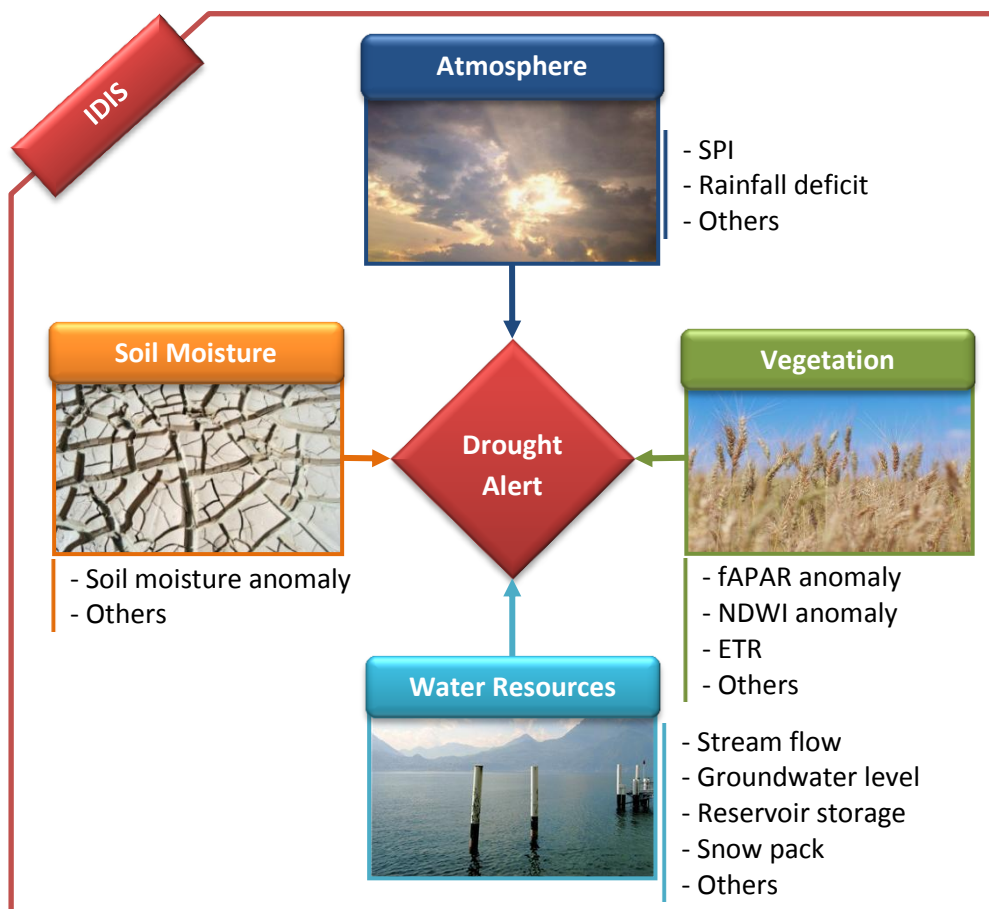 IDIS
Atmosphere
- SPI
- Rainfall deficit
- Others
Soil Moisture
- Soil moisture anomaly
- Others
Drought
Alert
Vegetation
- fAPAR anomaly
- NDWI anomaly
- ETR
- Others
Water Resources
- Stream flow
- Groundwater level
- Reservoir storage
- Snow pack
- Others